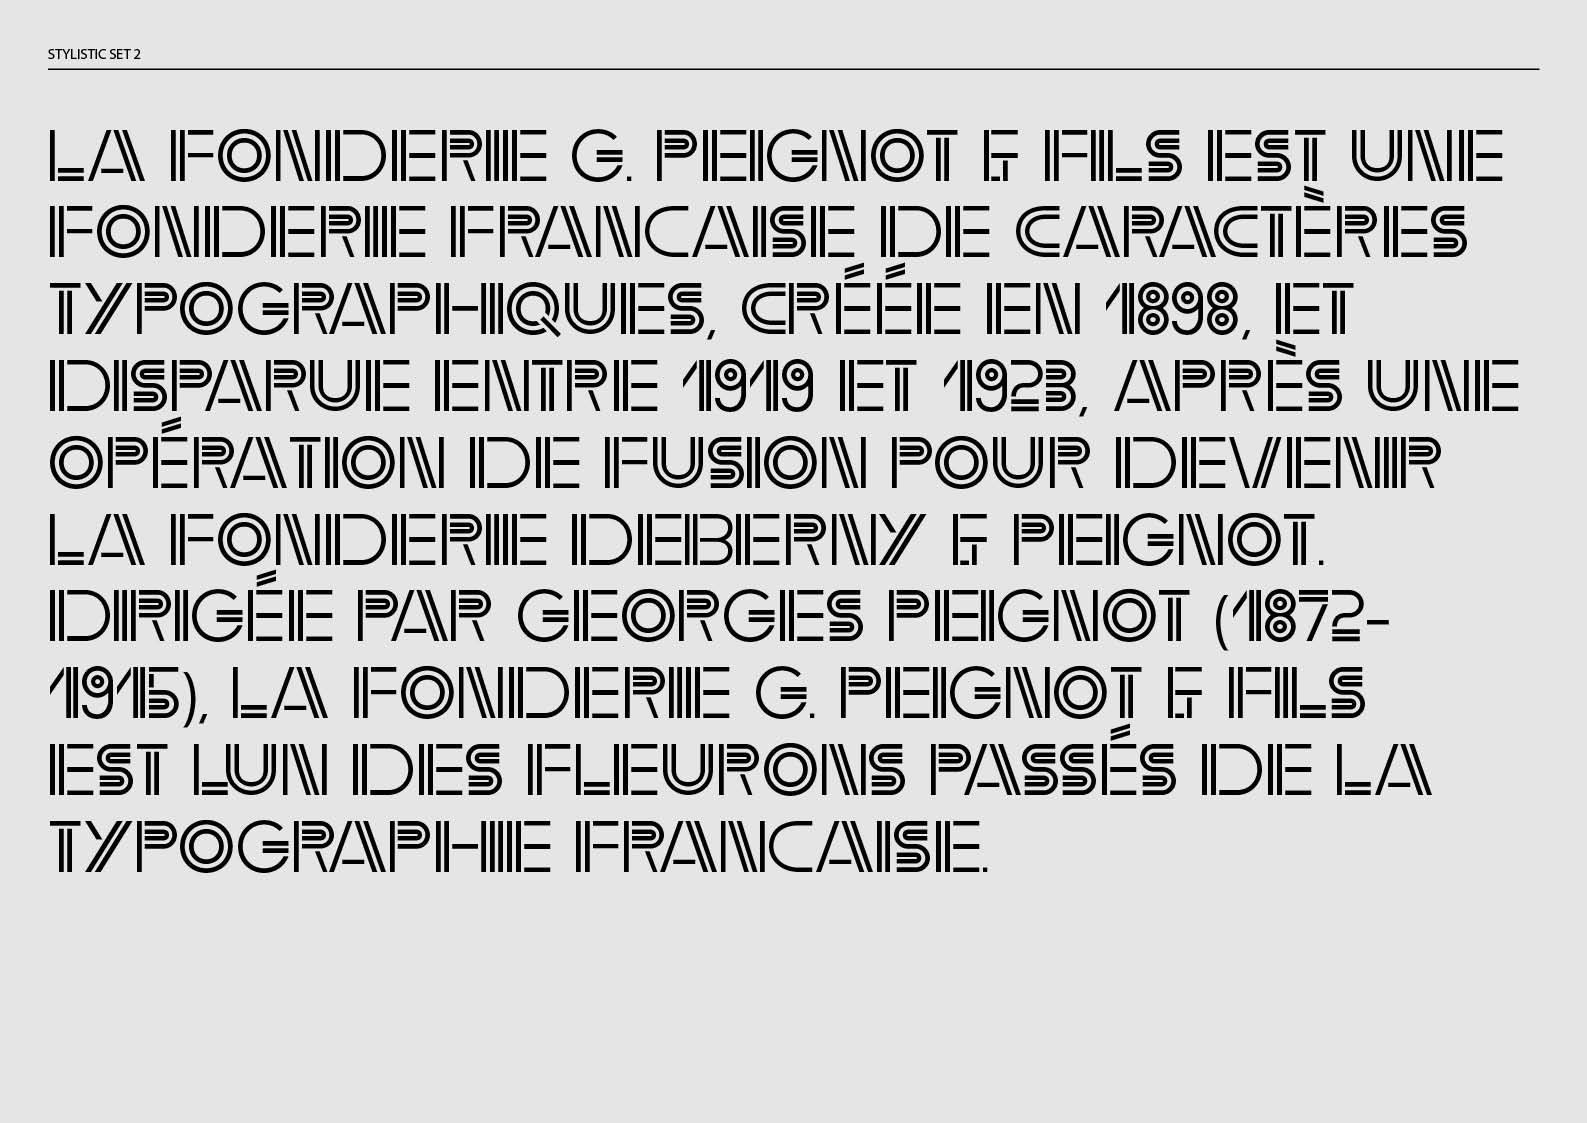 STYLISTIC SET 2
LA FONDERIE G. PEIGNOT & FILS EST UNE
FONDERIE FRANCAISE DE CARACTÈRES
TYPOGRAPHIQUES, CRÉÉE EN 1898, ET
DISPARUE ENTRE 1919 ET 1923, APRÈS UNE
OPÉRATION DE FUSION POUR DEVENIR
LA FONDERIE DEBERNY & PEIGNOT.
DIRIGÉE PAR GEORGES PEIGNOT (1872-
1915), LA FONDERIE G. PEIGNOT & FILS
EST LUN DES FLEURONS PASSÉS DE LA
TYPOGRAPHIE FRANCAISE.